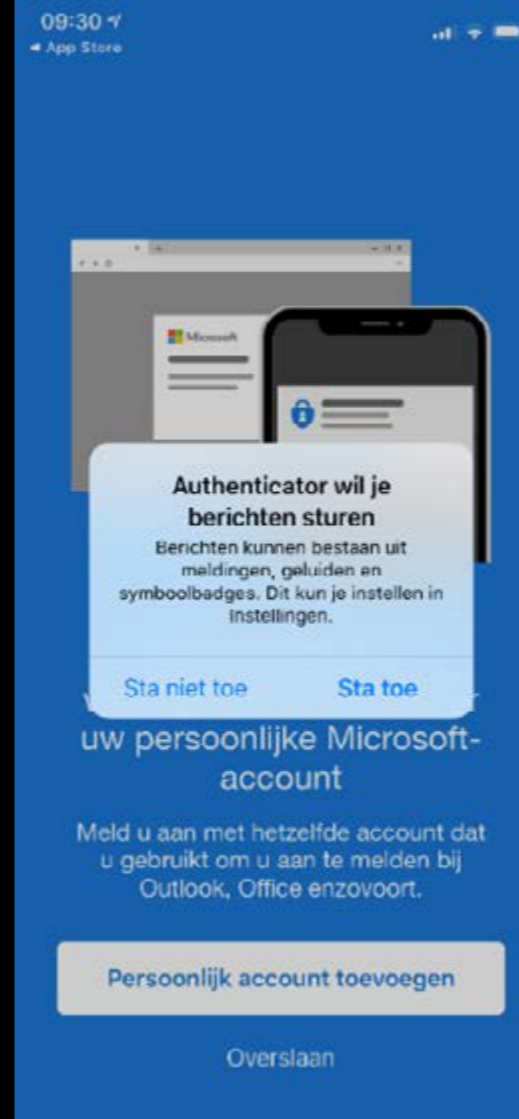 09:30
◀ App Store
Microsoft
Authenticator wil je
berichten sturen
Berichten kunnen bestaan uit
meldingen, geluiden en
symboolbadges. Dit kun je instellen in
Instellingen.
Sta niet toe
Sta toe
uw persoonlijke Microsoft-
account
Meld u aan met hetzelfde account dat
u gebruikt om u aan te melden bij
Outlook, Office enzovoort.
Persoonlijk account toevoegen
Overslaan